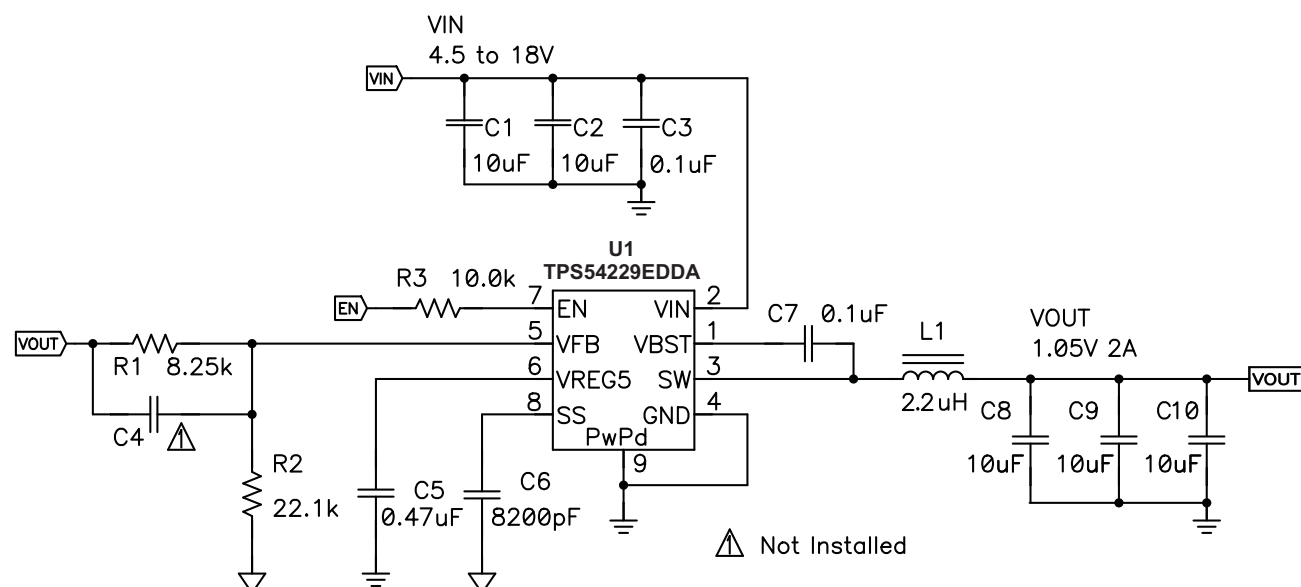 VIN
4.5 to 18V
VIN
C1
C2
C3
10uF
10uF
0.1uF
U1
TPS54229EDDA
R3 10.0k
EN
7
EN
VIN
2
C7 0.1uF
VOUT
5
VFB
VBST
1
R1 8.25k
6
VREG5
SW
3
L1
2.2uH
VOUT
1.05V 2A
VOUT
8
SS
GND
4
C4
1
PwPd
9
C8
C9
C10
10uF
10uF
10uF
R2
22.1k
C5
0.47uF
C6
8200pF
1 Not Installed